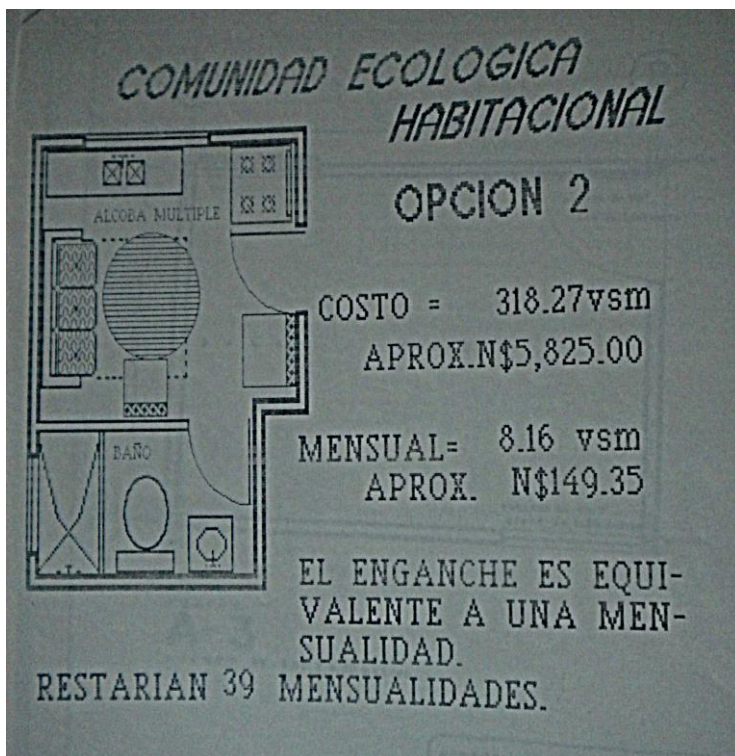 COMUNIDAD ECOLOGICA
HABITACIONAL
OPCION 2
ALCOBA MULTIPLE
COSTO = 318.27vsm
APROX.N$5,825.00
MENSUAL= 8.16 vsm
APROX. N$149.35
BAÑO
EL ENGANCHE ES EQUI-
VALENTE A UNA MEN-
SUALIDAD.
RESTARIAN 39 MENSUALIDADES.